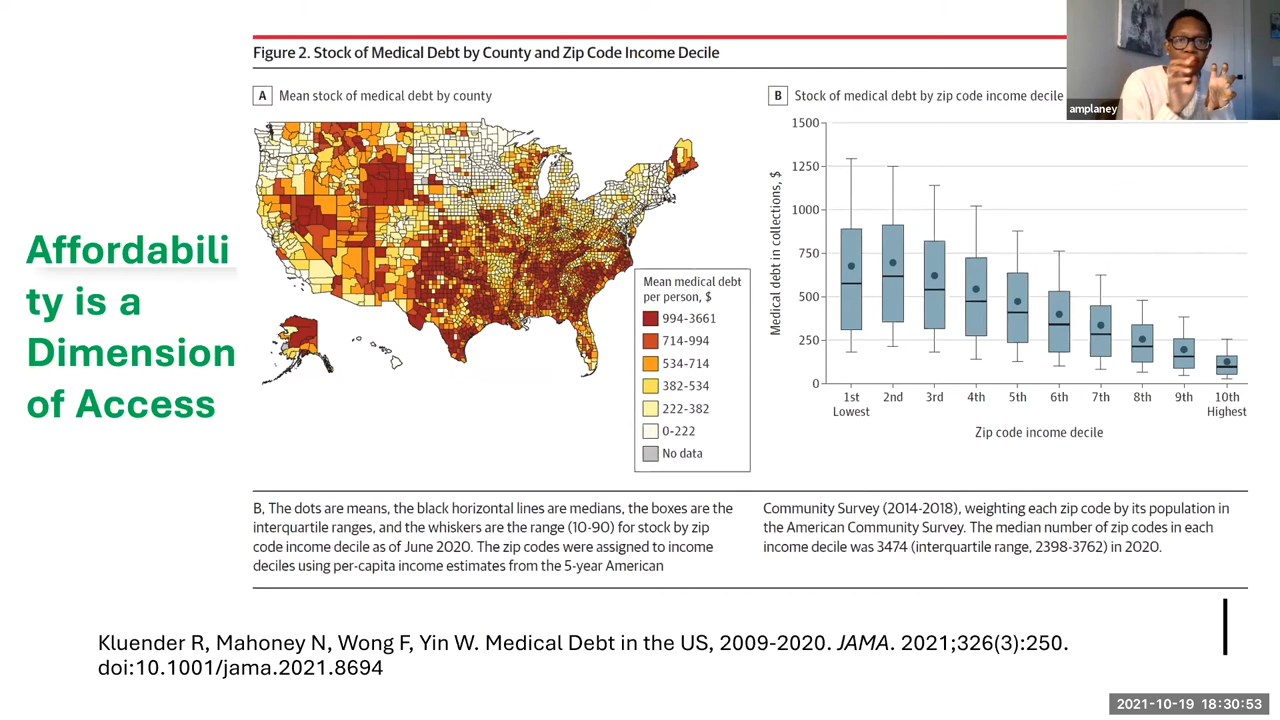 Affordabili
ty is a
Dimension
of Access
Figure 2. Stock of Medical Debt by County and Zip Code Income Decile
A Mean stock of medical debt by county
Mean medical debt
per person, $
994-3661
714-994
534-714
382-534
222-382
0-222
No data
B Stock of medical debt by zip code income decile
Medical debt in collections, $
1500
1250
1000
750
500
250
0
1st 2nd 3rd 4th 5th 6th 7th 8th 9th 10th
Lowest Highest
Zip code income decile
B, The dots are means, the black horizontal lines are medians, the boxes are the
interquartile ranges, and the whiskers are the range (10-90) for stock by zip
code income decile as of June 2020. The zip codes were assigned to income
deciles using per-capita income estimates from the 5-year American
Community Survey (2014-2018), weighting each zip code by its population in
the American Community Survey. The median number of zip codes in each
income decile was 3474 (interquartile range, 2398-3762) in 2020.
Kluender R, Mahoney N, Wong F, Yin W. Medical Debt in the US, 2009-2020. JAMA. 2021;326(3):250.
doi:10.1001/jama.2021.8694
amplaney
2021-10-19 18:30:53